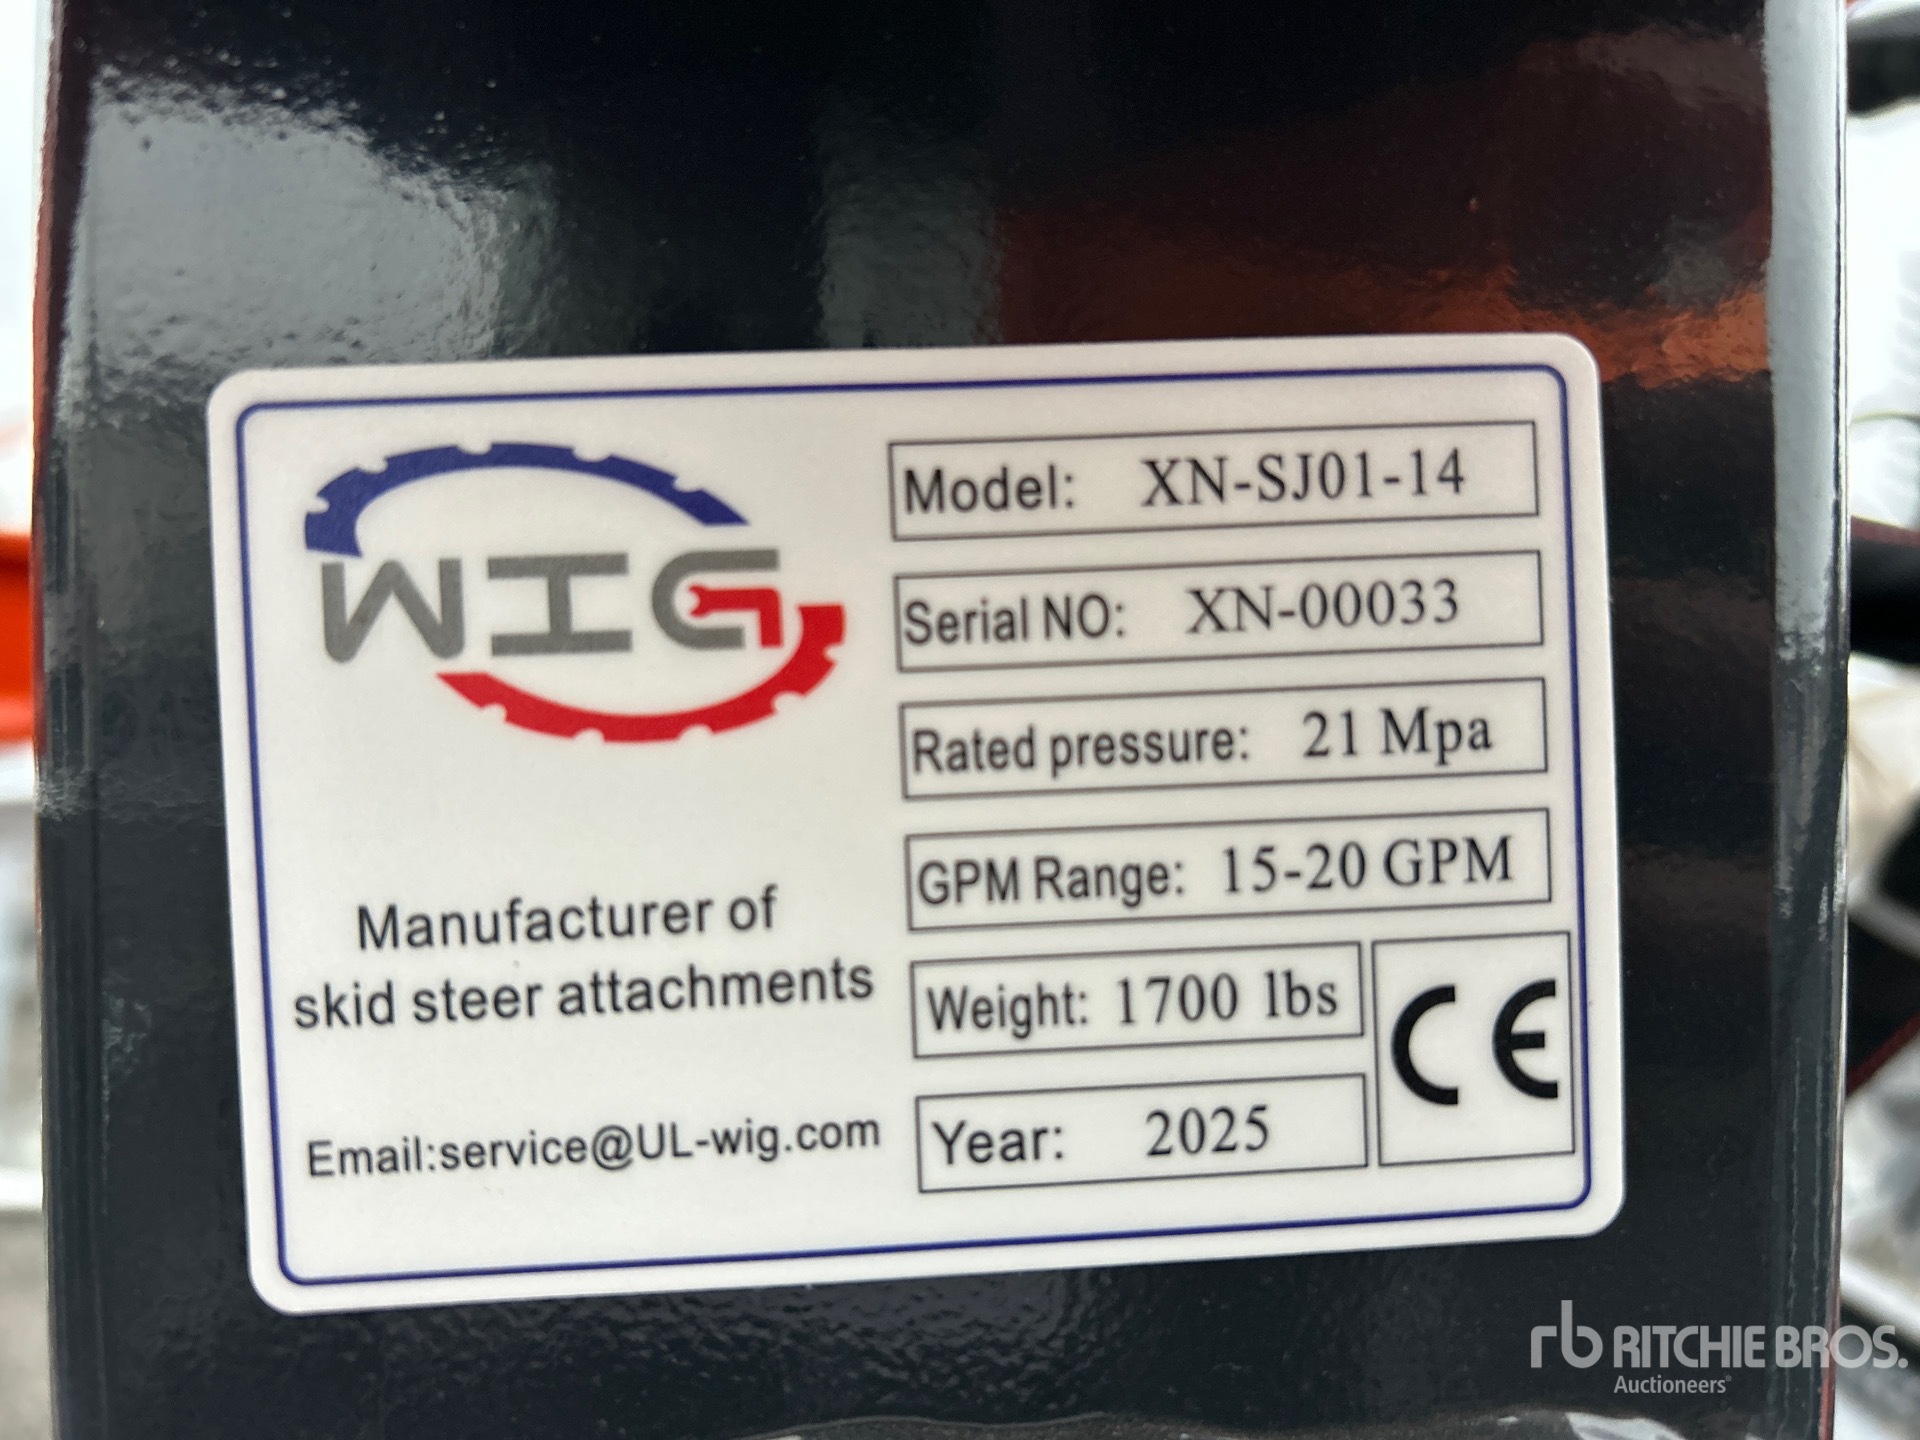 WIG
Manufacturer of
skid steer attachments
Email:service@UL-wig.com
Model: XN-SJ01-14
Serial NO: XN-00033
Rated pressure: 21 Mpa
GPM Range: 15-20 GPM
Weight: 1700 lbs
Year: 2025
CE
rb RITCHIE BROS.
Auctioneers